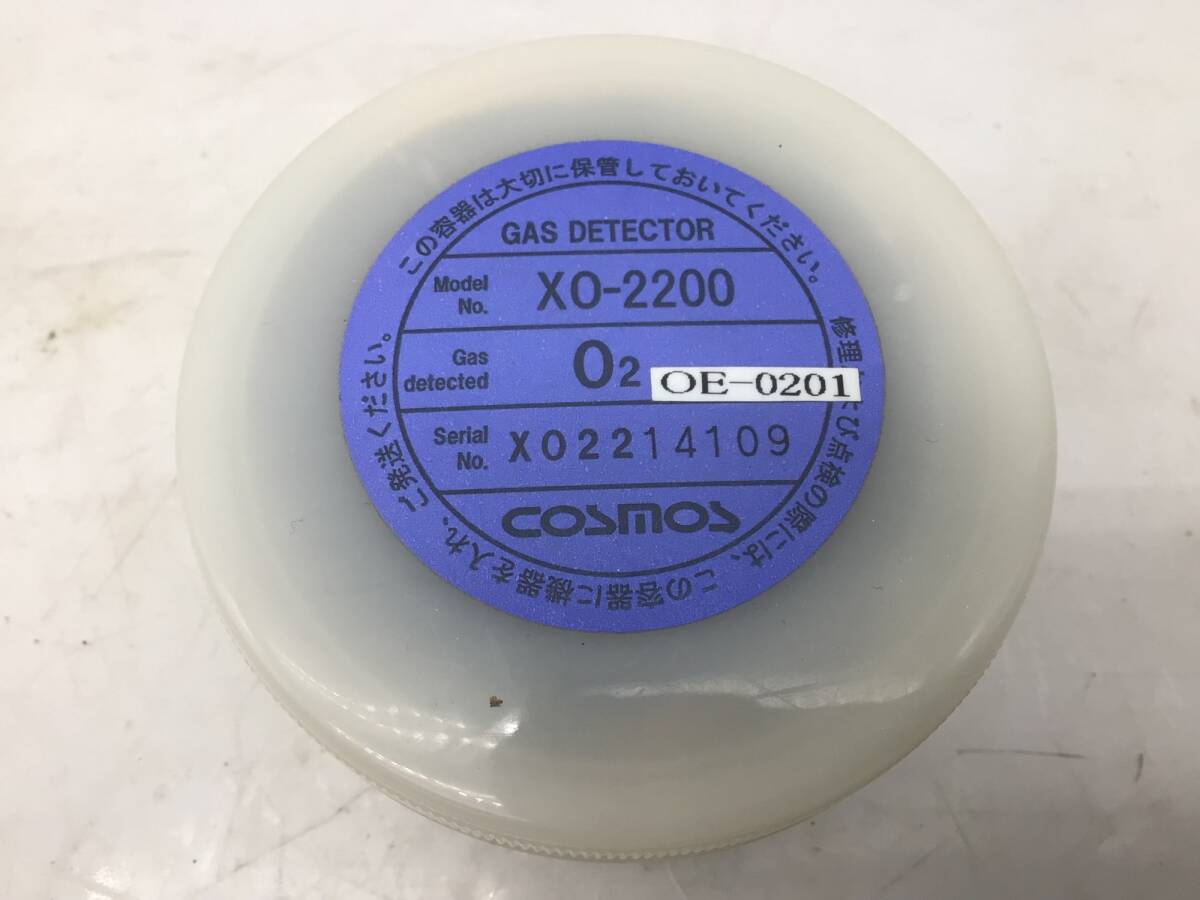 この容器は大切に保管しておいてください。
GAS DETECTOR
Model No. XO-2200
Gas detected O2
OE-0201
Serial No. XO2214109
COSMOS
修理 び点検の際には、この容器に機器を入れ、ご発送ください。